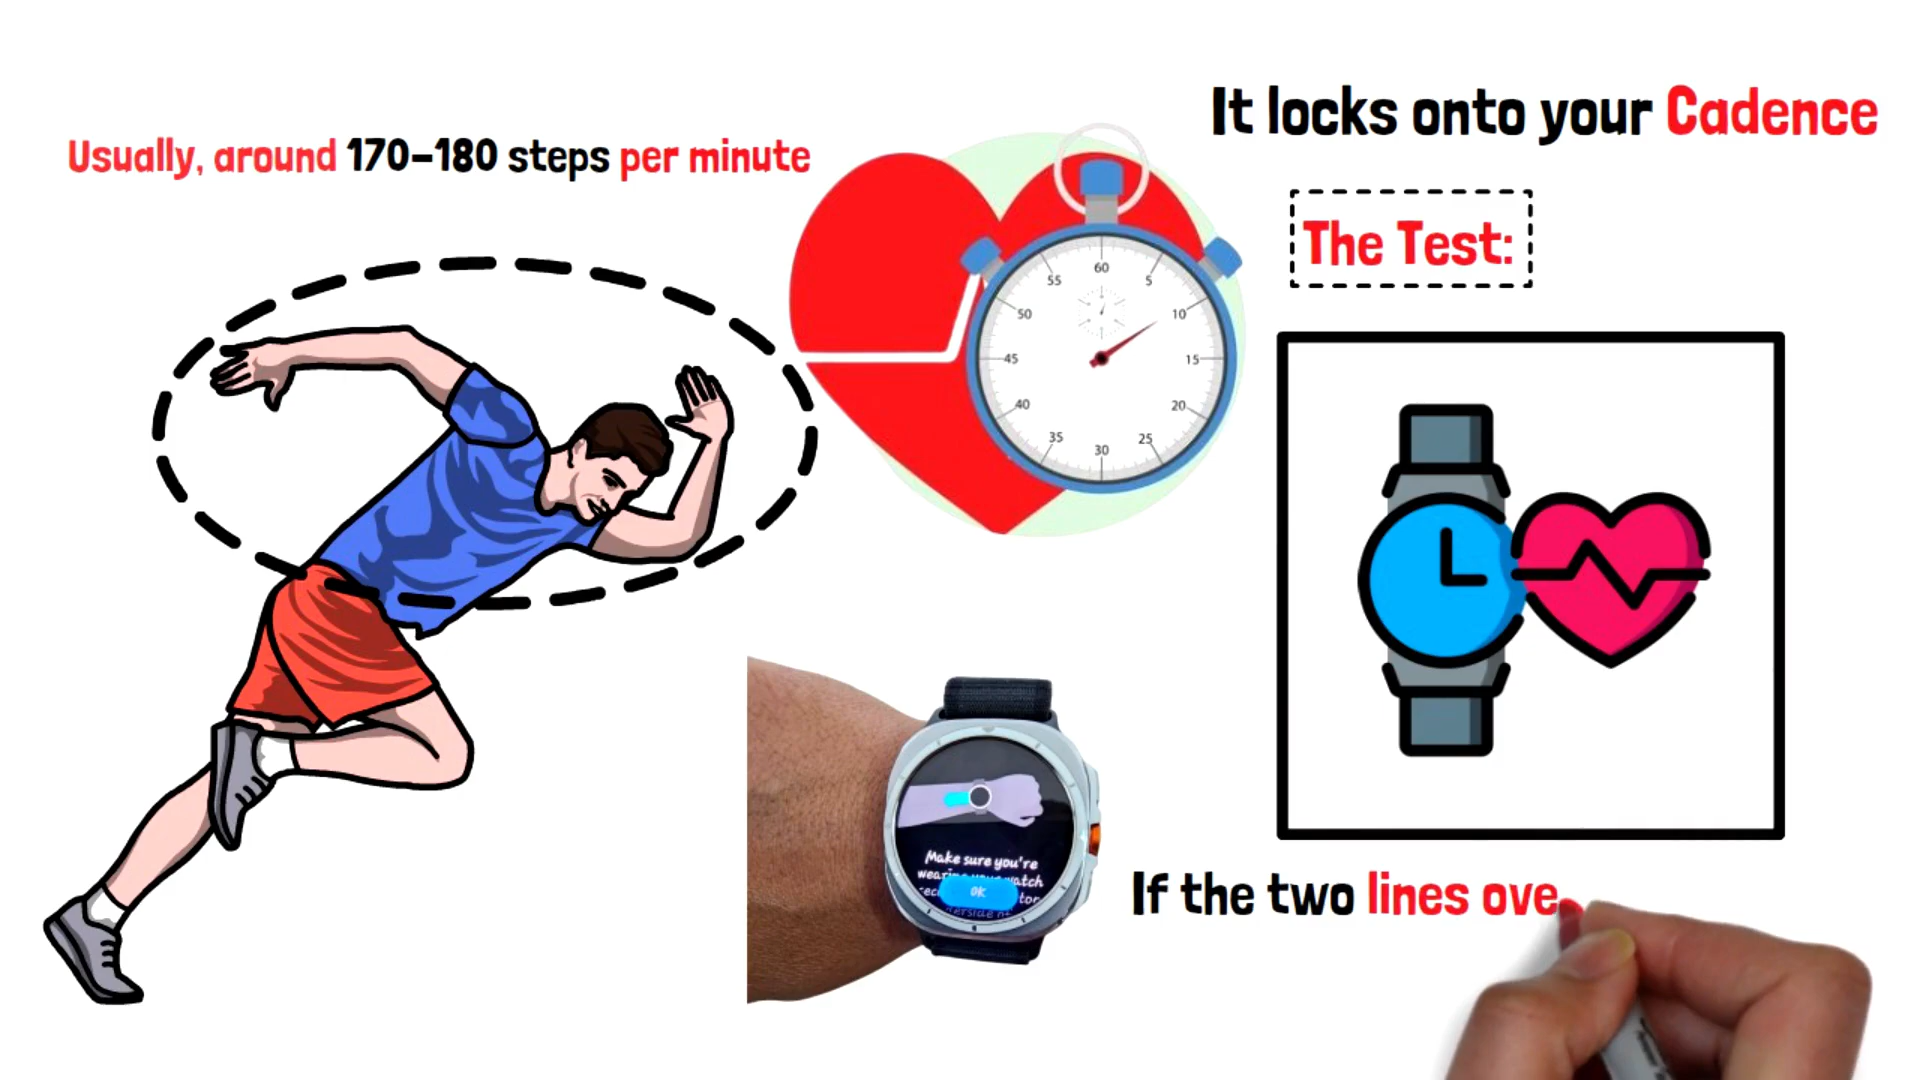 It locks onto your Cadence
Usually, around 170-180 steps per minute
The Test:
60
55
5
50
10
45
15
40
20
35
25
30
Make sure you're
OK
If the two lines ove